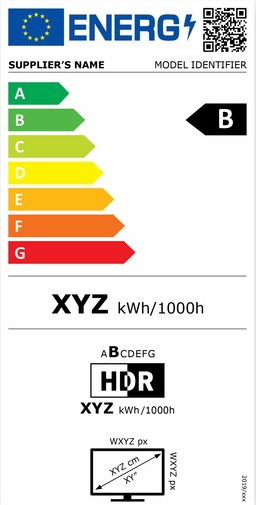 ENERG
SUPPLIER'S NAME MODEL IDENTIFIER
A
B
B
C
D
E
F
G
XYZ kWh/1000h
ABCDEFG
HDR
XYZ kWh/1000h
WXYZ px
XYZ cm
XY"
WXYZ px
2019/xxx